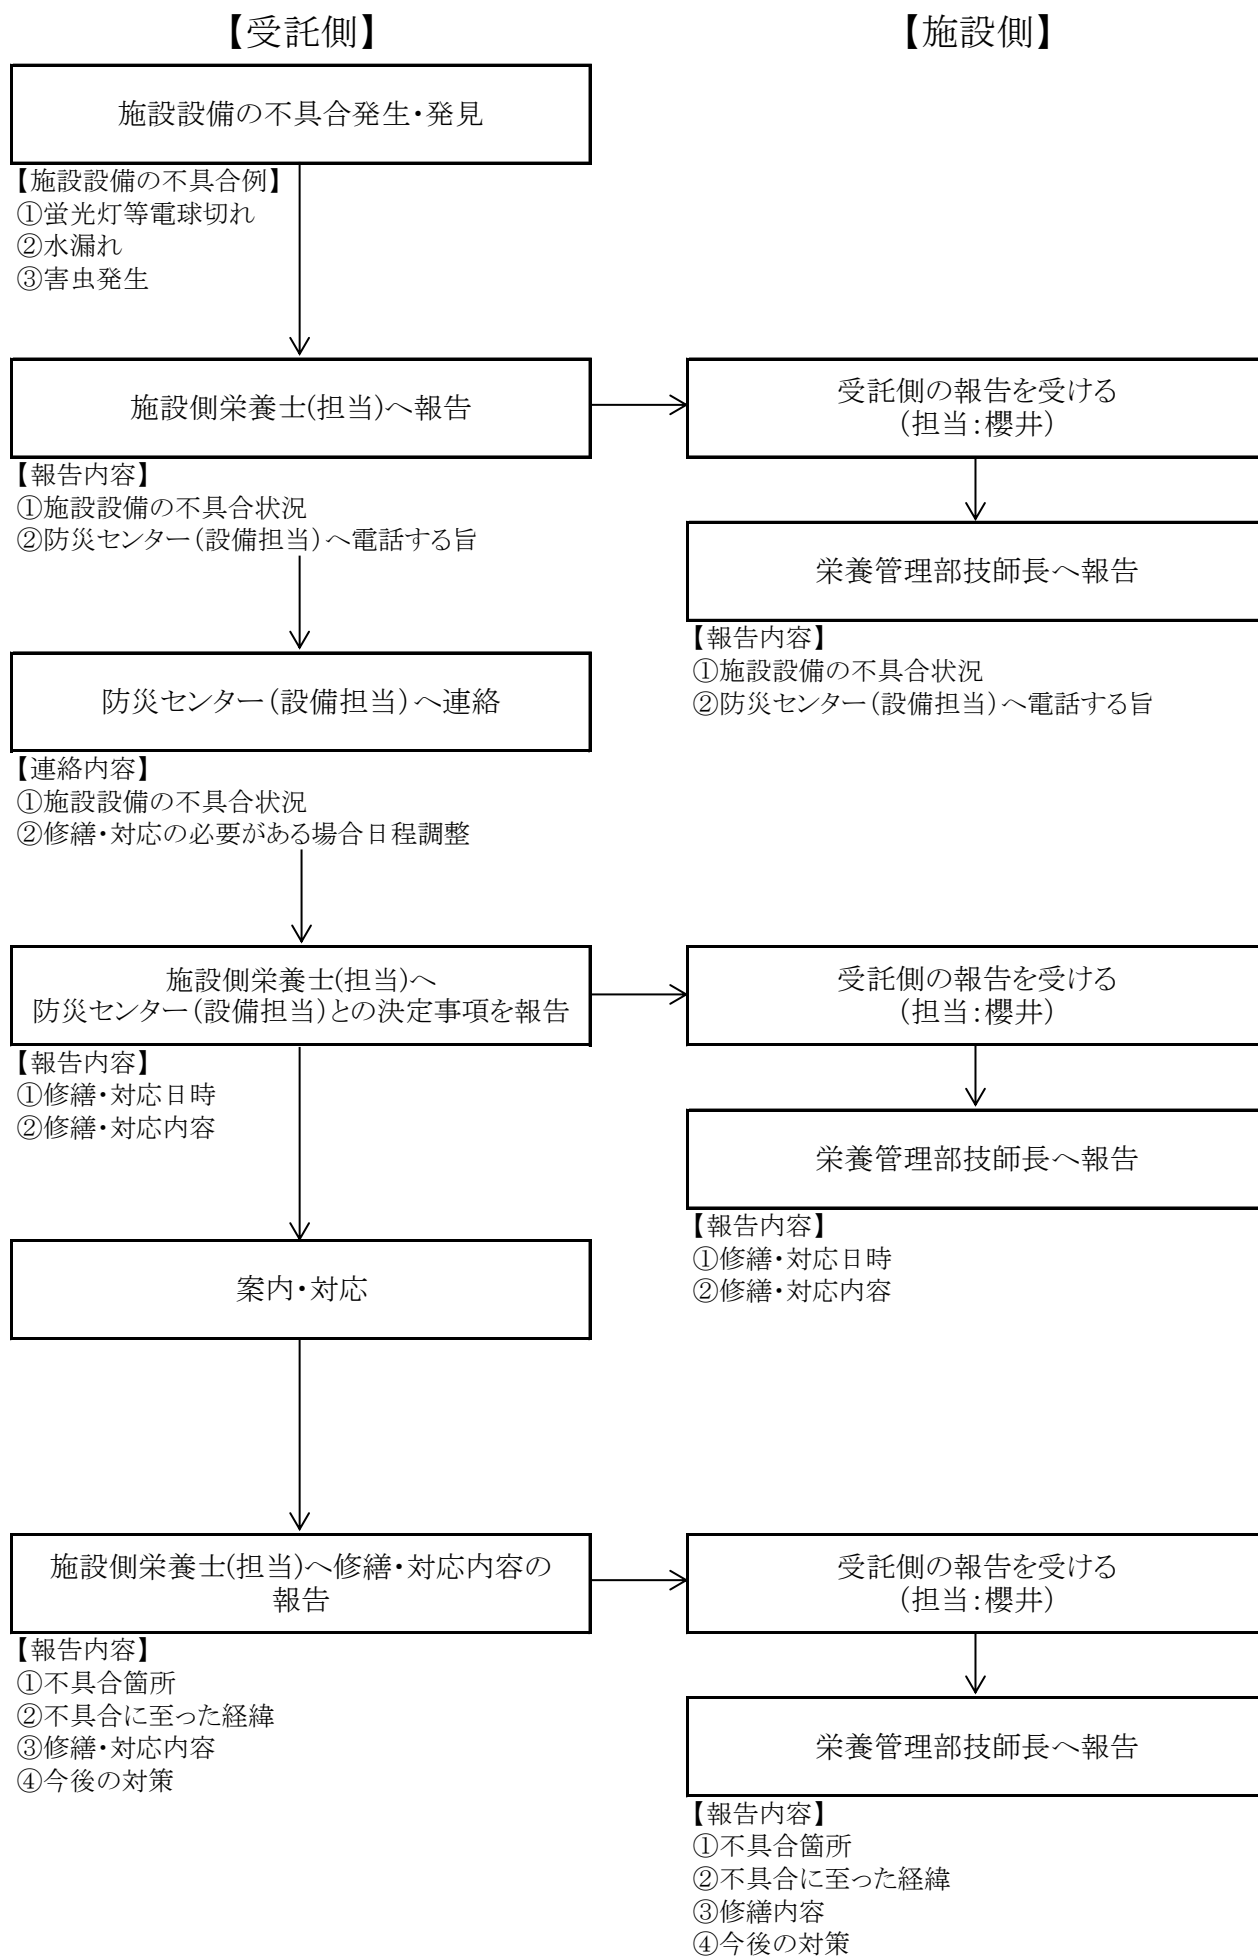 【受託側】
【施設側】
施設設備の不具合発生・発見
【施設設備の不具合例】
①蛍光灯等電球切れ
②水漏れ
③害虫発生
施設側栄養士(担当)へ報告
受託側の報告を受ける
(担当:櫻井)
【報告内容】
①施設設備の不具合状況
②防災センター(設備担当)へ電話する旨
栄養管理部技師長へ報告
【報告内容】
①施設設備の不具合状況
②防災センター(設備担当)へ電話する旨
防災センター(設備担当)へ連絡
【連絡内容】
①施設設備の不具合状況
②修繕・対応の必要がある場合日程調整
施設側栄養士(担当)へ
防災センター(設備担当)との決定事項を報告
受託側の報告を受ける
(担当:櫻井)
【報告内容】
①修繕・対応日時
②修繕・対応内容
栄養管理部技師長へ報告
【報告内容】
①修繕・対応日時
②修繕・対応内容
案内・対応
施設側栄養士(担当)へ修繕・対応内容の
報告
受託側の報告を受ける
(担当:櫻井)
【報告内容】
①不具合箇所
②不具合に至った経緯
③修繕・対応内容
④今後の対策
栄養管理部技師長へ報告
【報告内容】
①不具合箇所
②不具合に至った経緯
③修繕内容
④今後の対策